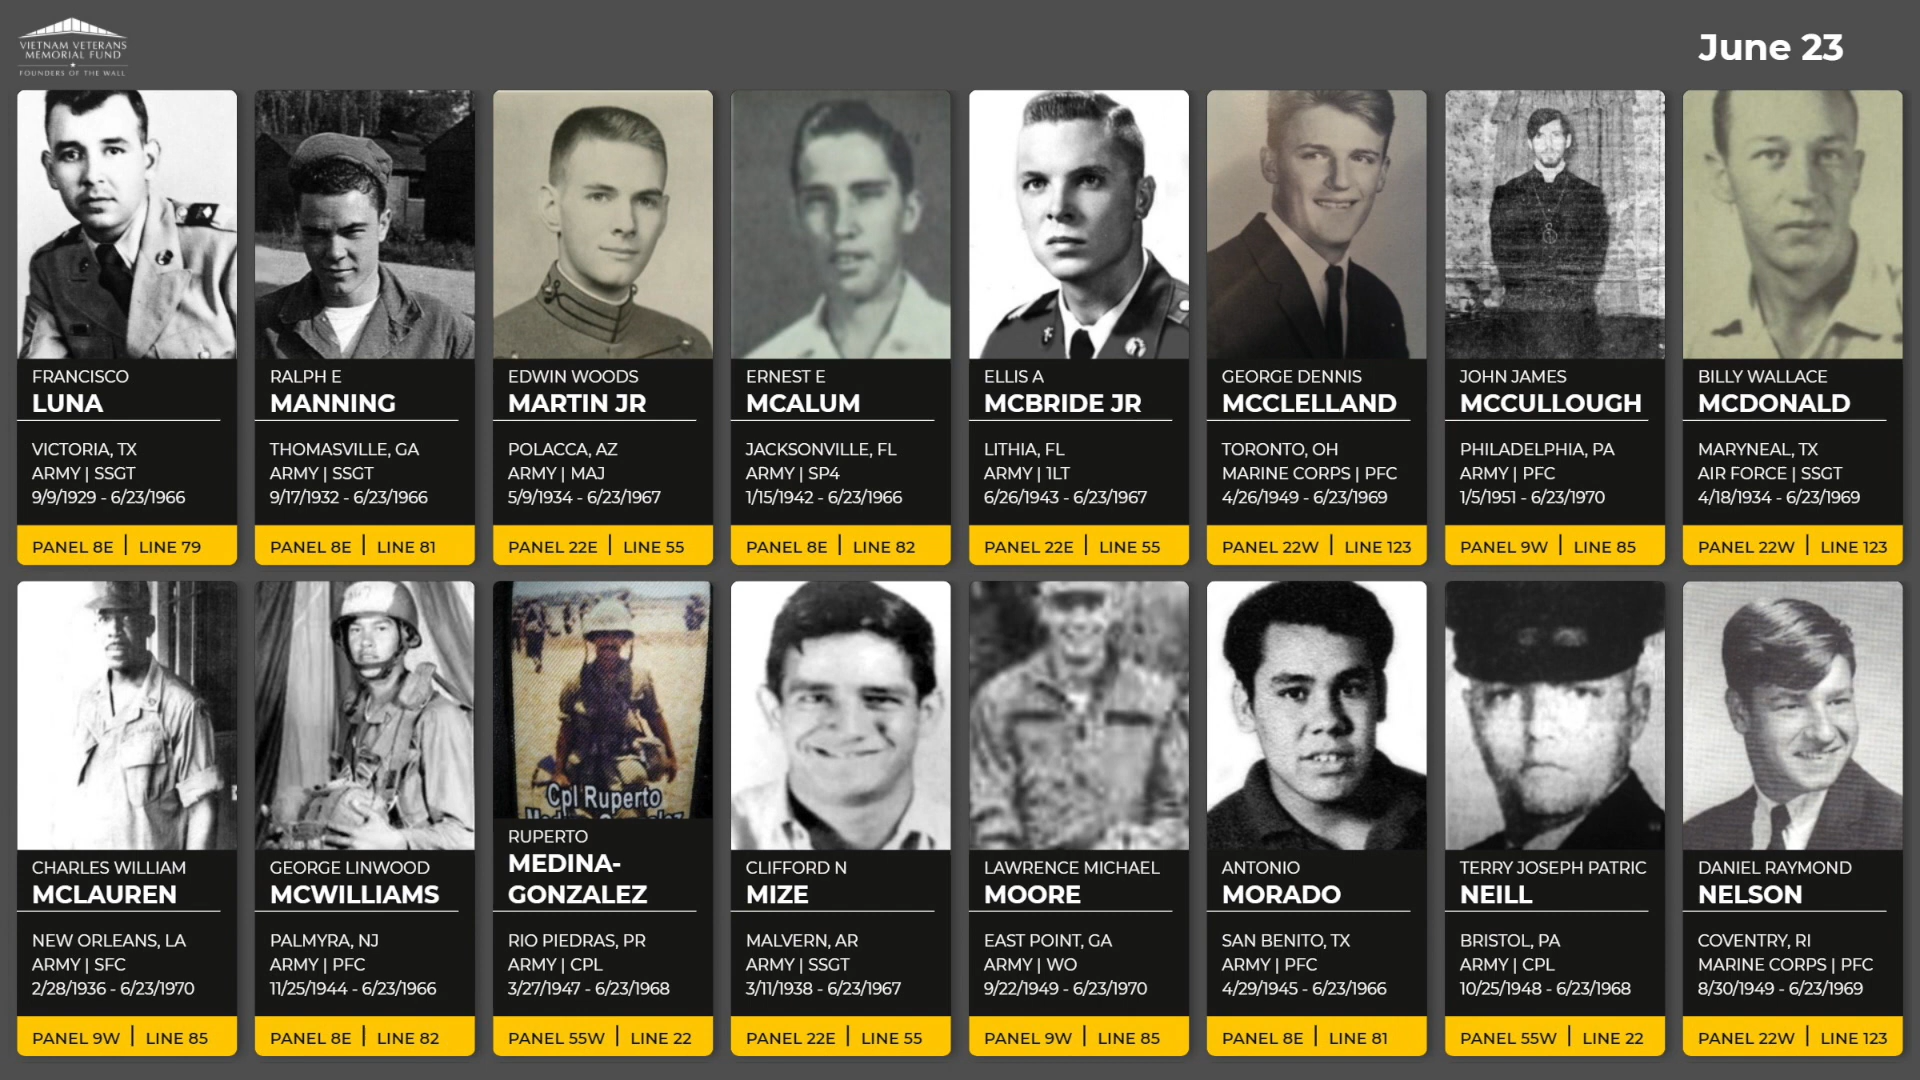 VIETNAM VETERANS
MEMORIAL FUND
FOUNDERS OF THE WALL
June 23
FRANCISCO
LUNA
VICTORIA, TX
ARMY | SSGT
9/9/1929 - 6/23/1966
PANEL 8E | LINE 79
RALPH E
MANNING
THOMASVILLE, GA
ARMY | SSGT
9/17/1932 - 6/23/1966
PANEL 8E | LINE 81
EDWIN WOODS
MARTIN JR
POLACCA, AZ
ARMY | MAJ
5/9/1934 - 6/23/1967
PANEL 22E | LINE 55
ERNEST E
MCALUM
JACKSONVILLE, FL
ARMY | SP4
1/15/1942 - 6/23/1966
PANEL 8E | LINE 82
ELLIS A
MCBRIDE JR
LITHIA, FL
ARMY | 1LT
6/26/1943 - 6/23/1967
PANEL 22E | LINE 55
GEORGE DENNIS
MCCLELLAND
TORONTO, OH
MARINE CORPS | PFC
4/26/1949 - 6/23/1969
PANEL 22W | LINE 123
JOHN JAMES
MCCULLOUGH
PHILADELPHIA, PA
ARMY | PFC
1/5/1951 - 6/23/1970
PANEL 9W | LINE 85
BILLY WALLACE
MCDONALD
MARYNEAL, TX
AIR FORCE | SSGT
4/18/1934 - 6/23/1969
PANEL 22W | LINE 123
CHARLES WILLIAM
MCLAUREN
NEW ORLEANS, LA
ARMY | SFC
2/28/1936 - 6/23/1970
PANEL 9W | LINE 85
GEORGE LINWOOD
MCWILLIAMS
PALMYRA, NJ
ARMY | PFC
11/25/1944 - 6/23/1966
PANEL 8E | LINE 82
Cpl Ruperto
RUPERTO
MEDINA-
GONZALEZ
RIO PIEDRAS, PR
ARMY | CPL
3/27/1947 - 6/23/1968
PANEL 55W | LINE 22
CLIFFORD N
MIZE
MALVERN, AR
ARMY | SSGT
3/11/1938 - 6/23/1967
PANEL 22E | LINE 55
LAWRENCE MICHAEL
MOORE
EAST POINT, GA
ARMY | WO
9/22/1949 - 6/23/1970
PANEL 9W | LINE 85
ANTONIO
MORADO
SAN BENITO, TX
ARMY | PFC
4/29/1945 - 6/23/1966
PANEL 8E | LINE 81
TERRY JOSEPH PATRIC
NEILL
BRISTOL, PA
ARMY | CPL
10/25/1948 - 6/23/1968
PANEL 55W | LINE 22
DANIEL RAYMOND
NELSON
COVENTRY, RI
MARINE CORPS | PFC
8/30/1949 - 6/23/1969
PANEL 22W | LINE 123